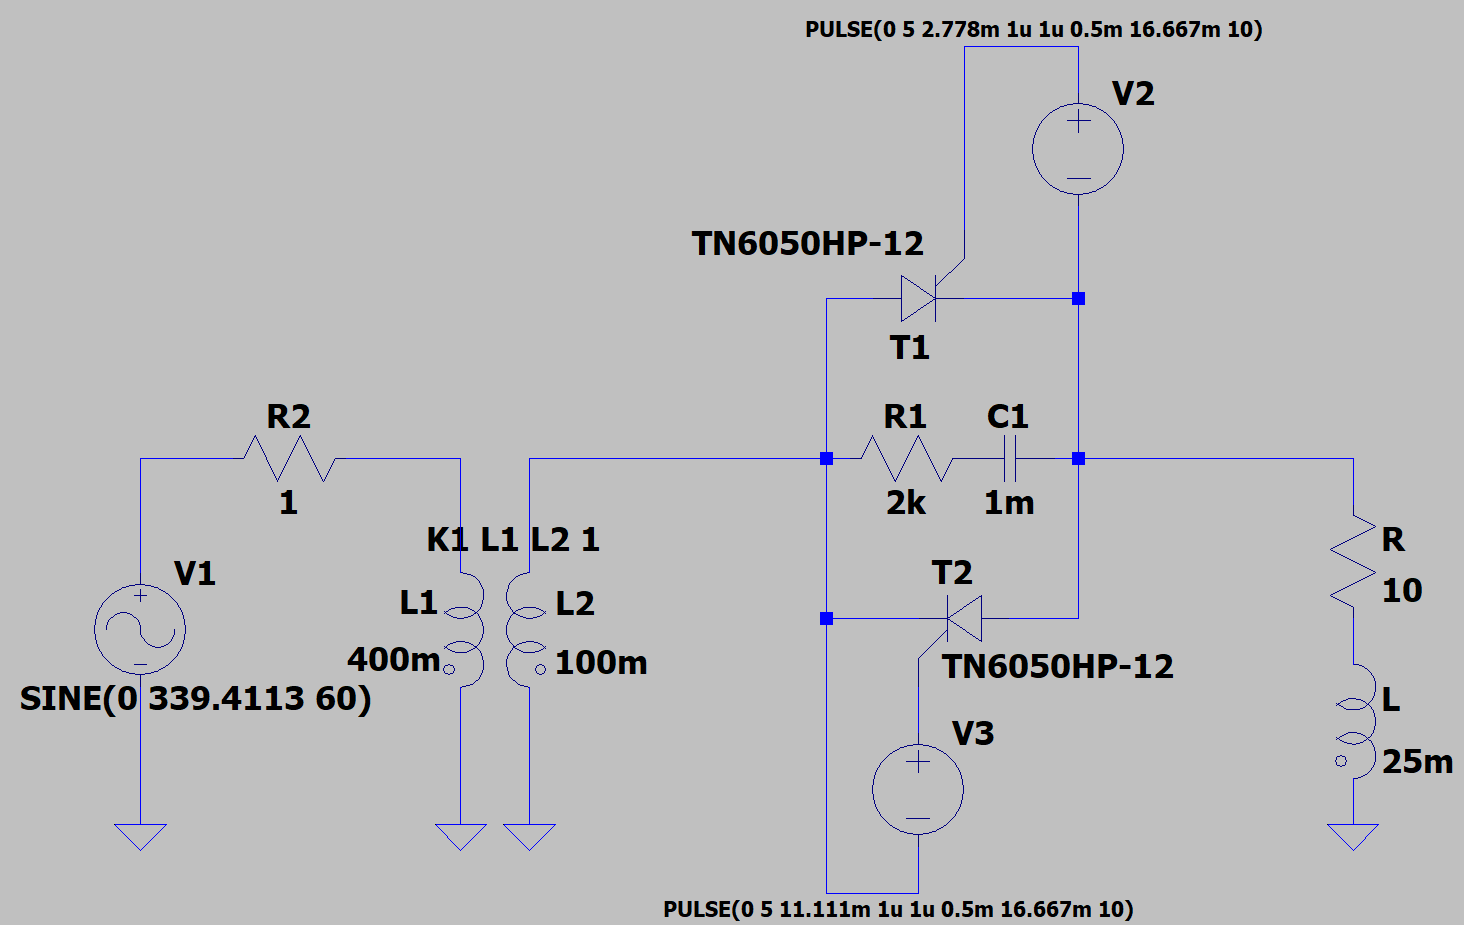 PULSE(0 5 2.778m 1u 1u 0.5m 16.667m 10)
V2
TN6050HP-12
T1
R2
1
R1
C1
2k
1m
K1 L1 L2 1
V1
L1
L2
400m
100m
SINE(0 339.4113 60)
T2
TN6050HP-12
V3
R
10
L
25m
PULSE(0 5 11.111m 1u 1u 0.5m 16.667m 10)